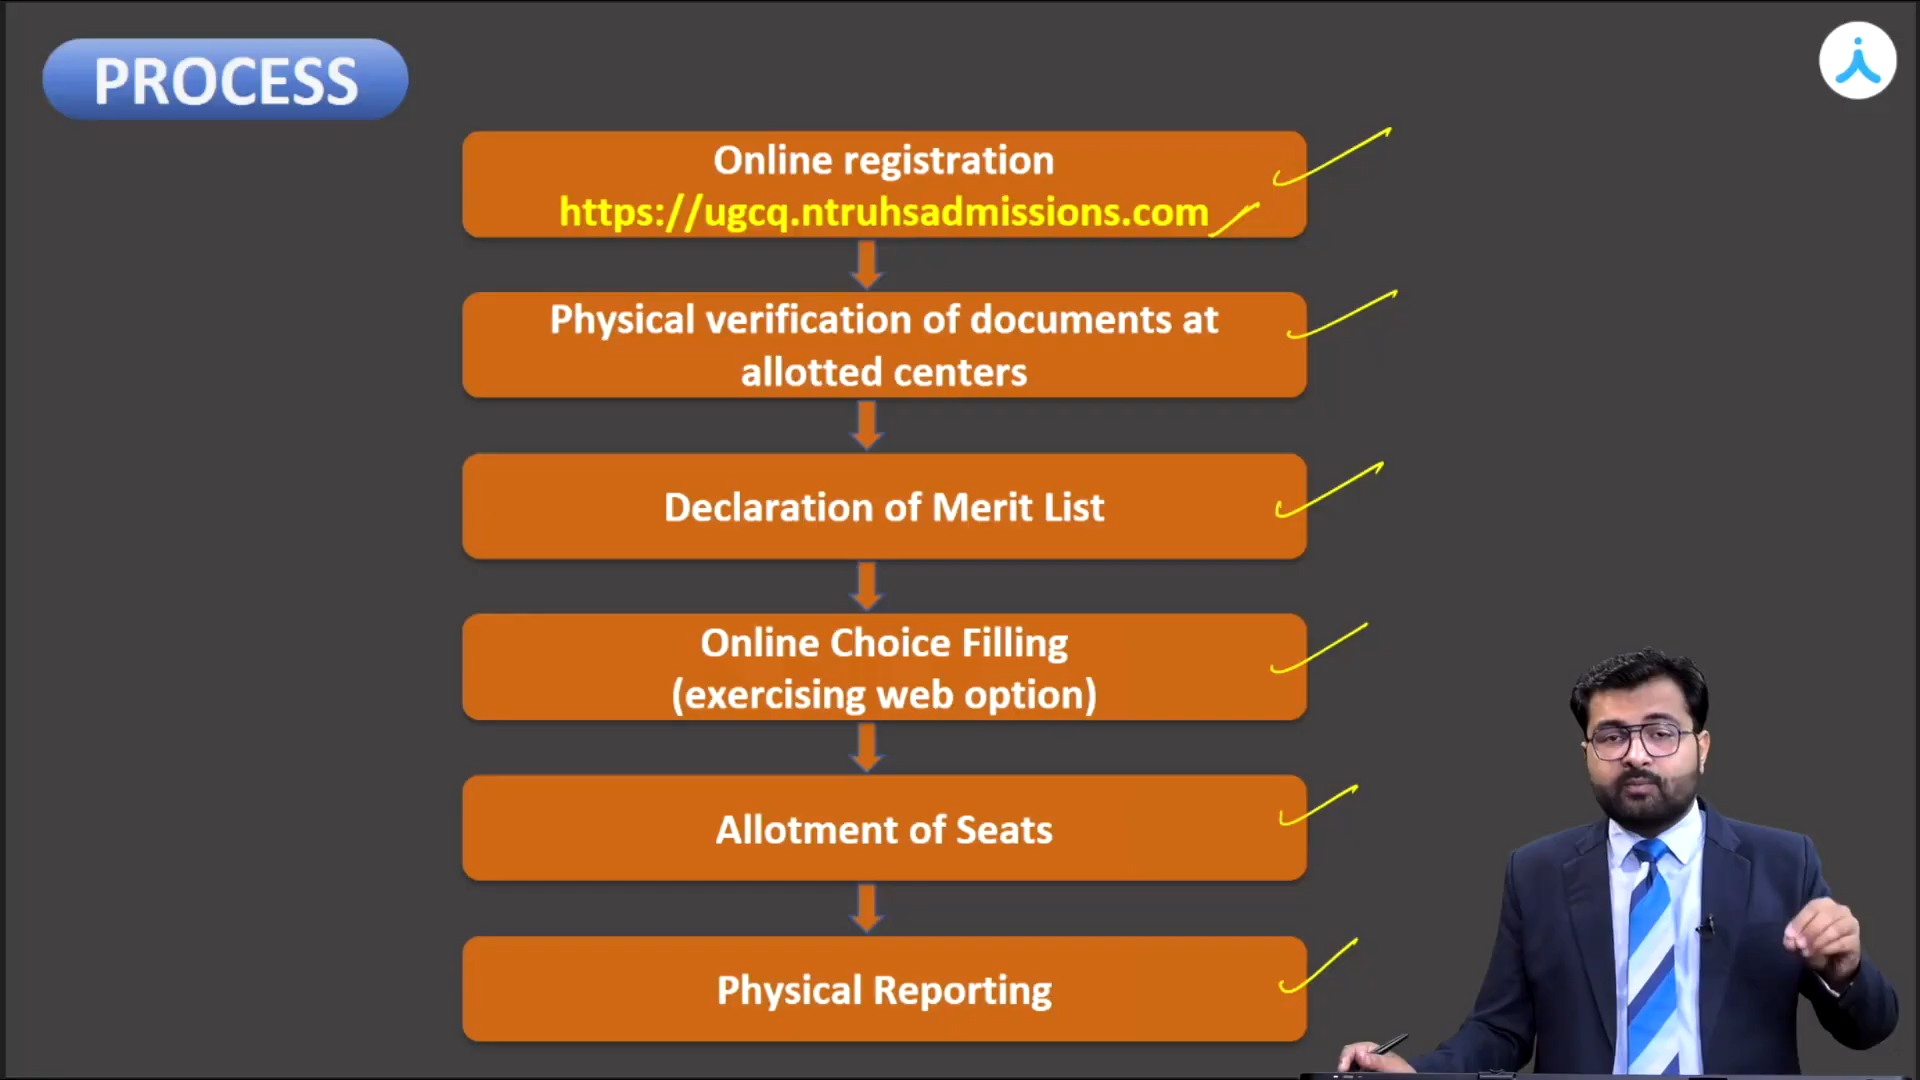 PROCESS
Online registration
https://ugcq.ntruhsadmissions.com
Physical verification of documents at
allotted centers
Declaration of Merit List
Online Choice Filling
(exercising web option)
Allotment of Seats
Physical Reporting